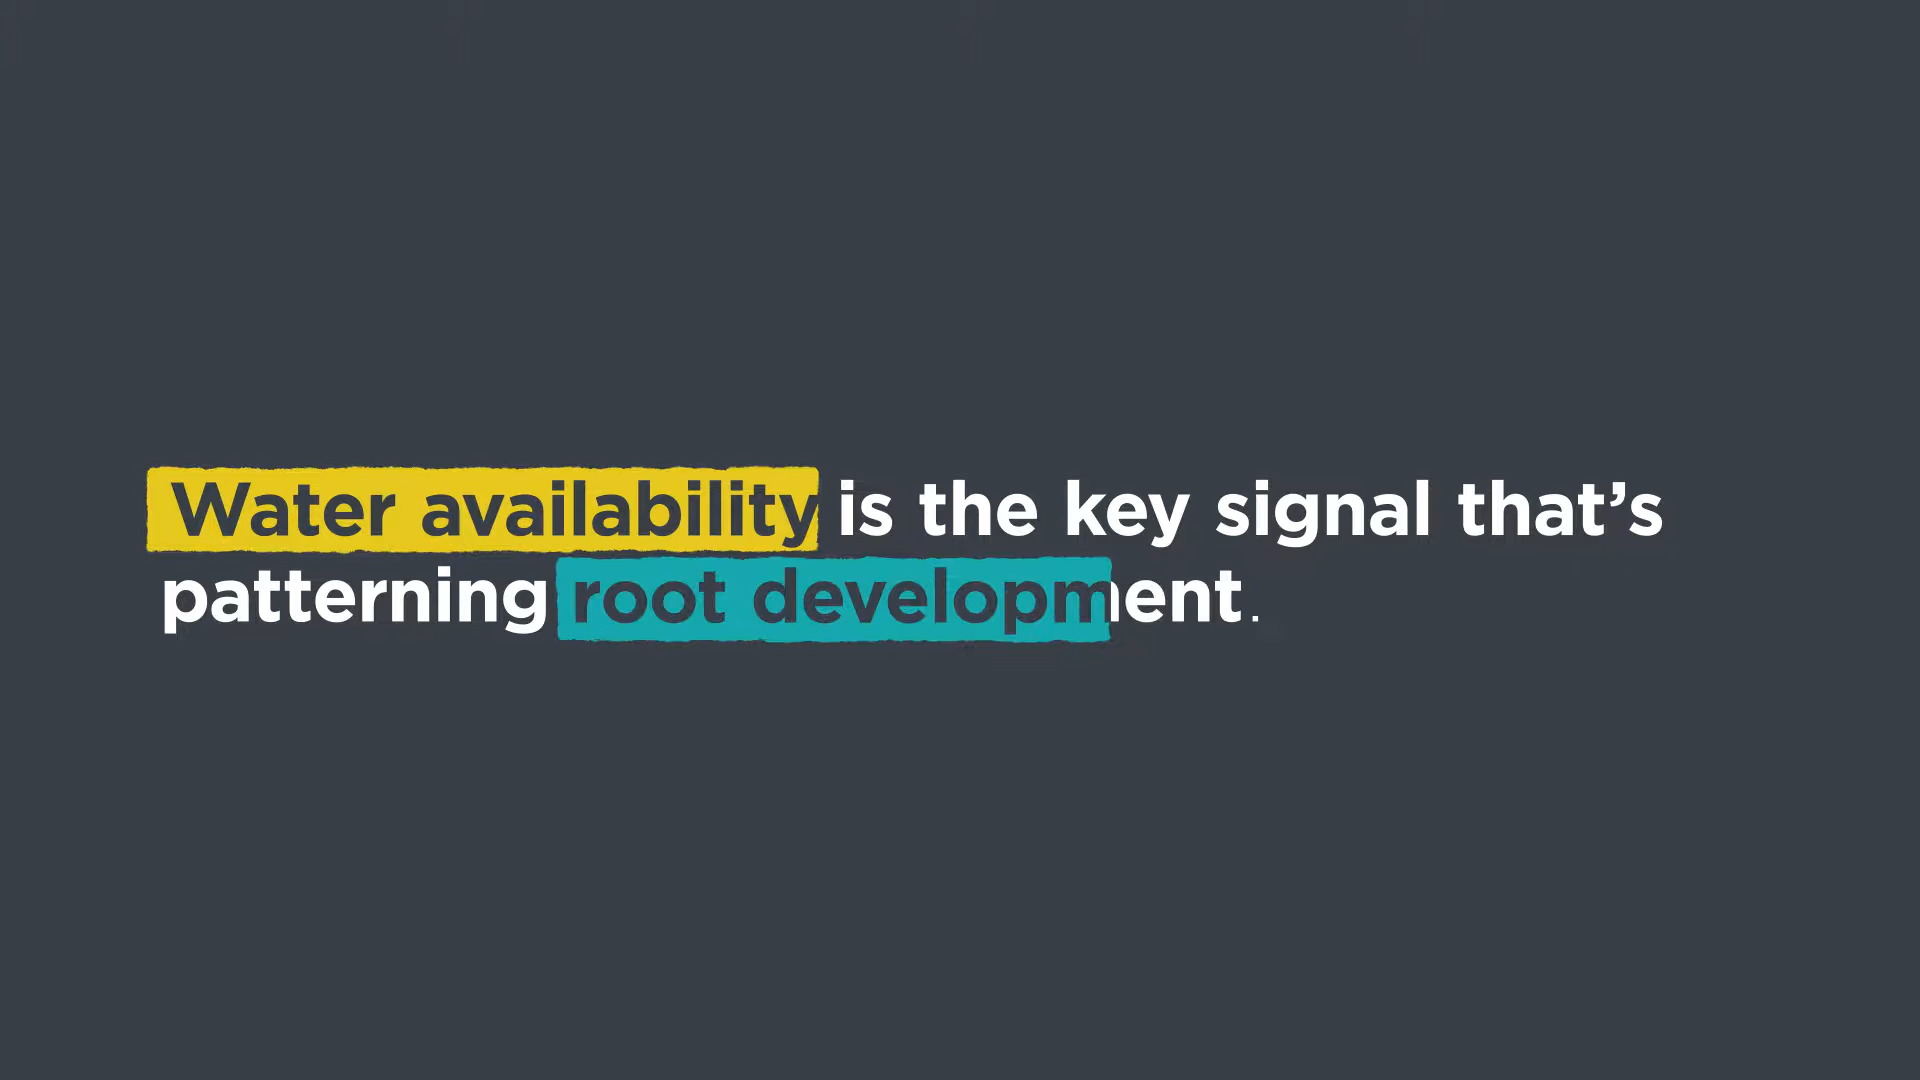 Water availability is the key signal that’s
patterning root development.